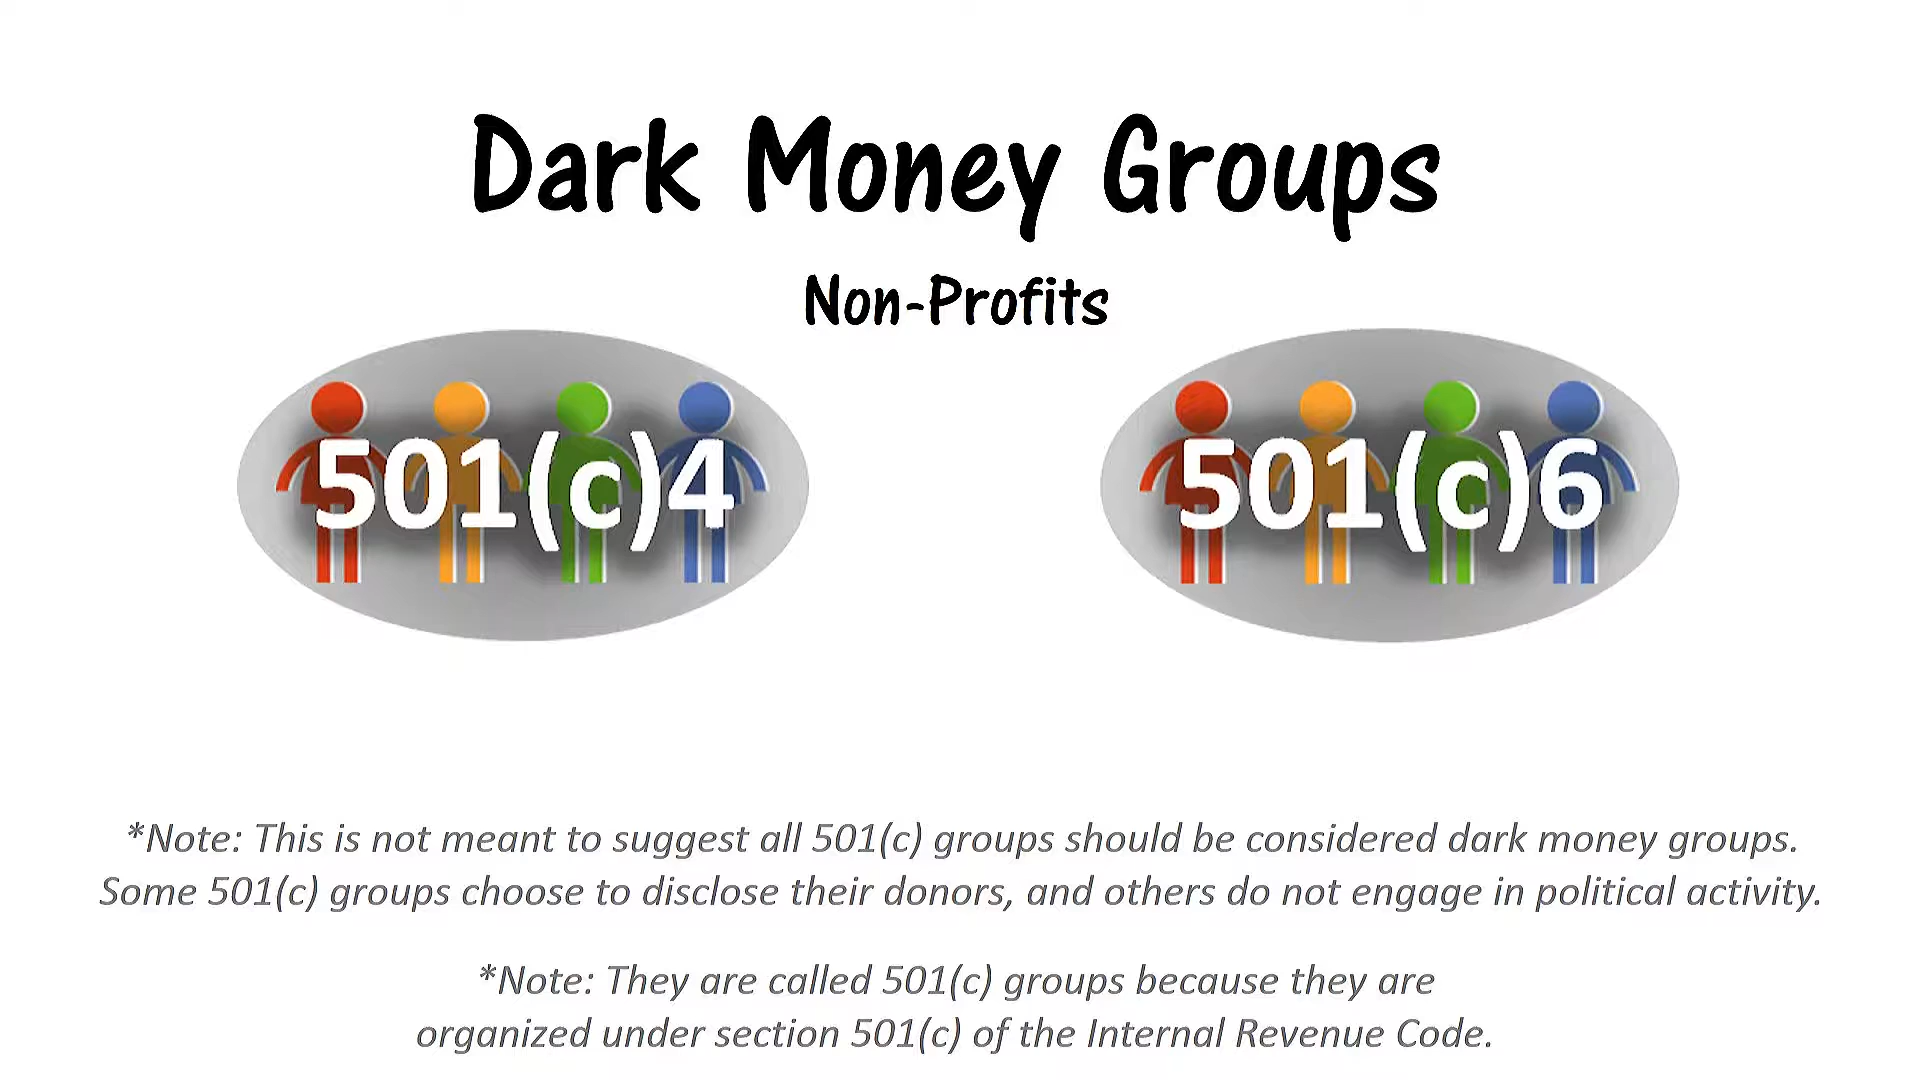 Dark Money Groups
Non-Profits
501(c)4
501(c)6
*Note: This is not meant to suggest all 501(c) groups should be considered dark money groups.
Some 501(c) groups choose to disclose their donors, and others do not engage in political activity.
*Note: They are called 501(c) groups because they are
organized under section 501(c) of the Internal Revenue Code.